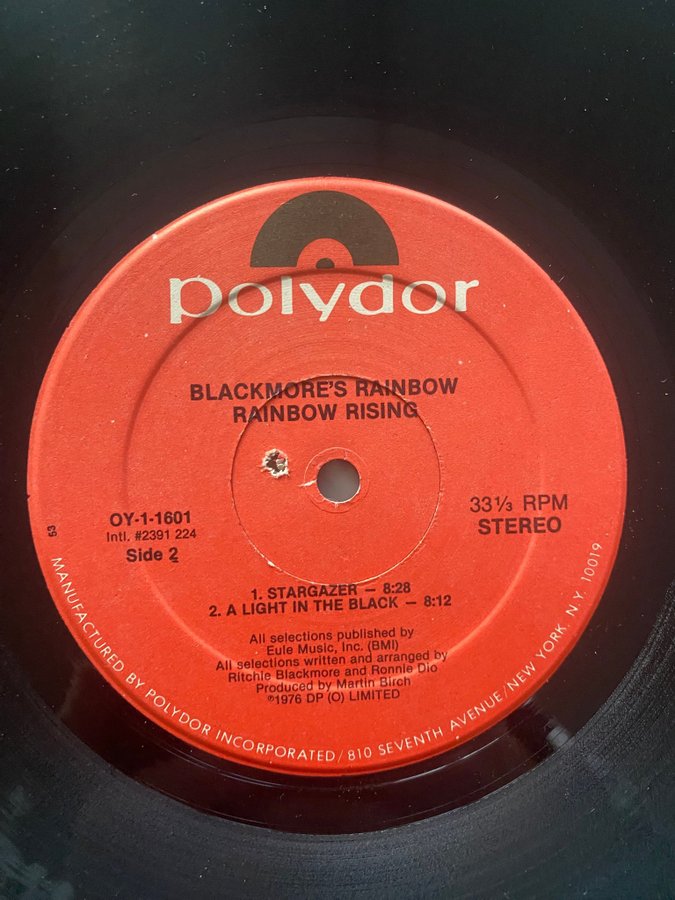 polydor
BLACKMORE'S RAINBOW
RAINBOW RISING
OY-1-1601
Intl. #2391 224
Side 2
33⅓ RPM
STEREO
53
1. STARGAZER – 8:28
2. A LIGHT IN THE BLACK – 8:12
All selections published by
Eule Music, Inc. (BMI)
All selections written and arranged by
Ritchie Blackmore and Ronnie Dio
Produced by Martin Birch
℗1976 DP (O) LIMITED
MANUFACTURED BY POLYDOR INCORPORATED/810 SEVENTH AVENUE/NEW YORK, N.Y. 10019